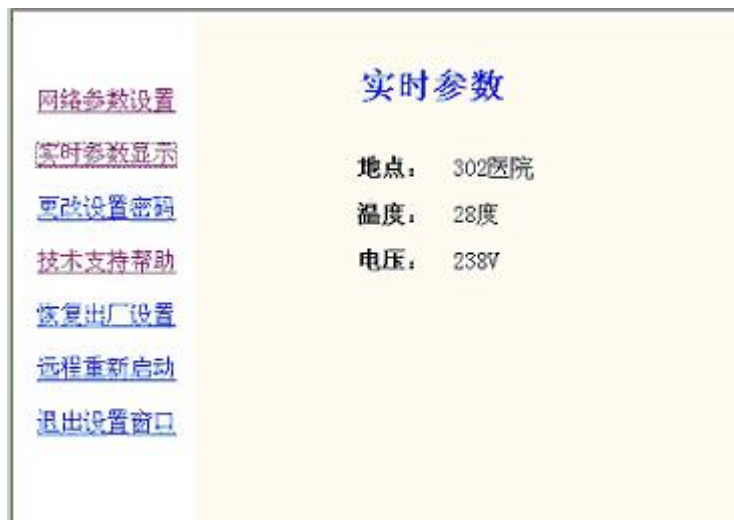 网络参数设置
实时参数显示
更改设置密码
技术支持帮助
恢复出厂设置
远程重新启动
退出设置窗口
实时参数
地点： 302医院
温度： 28度
电压： 238V